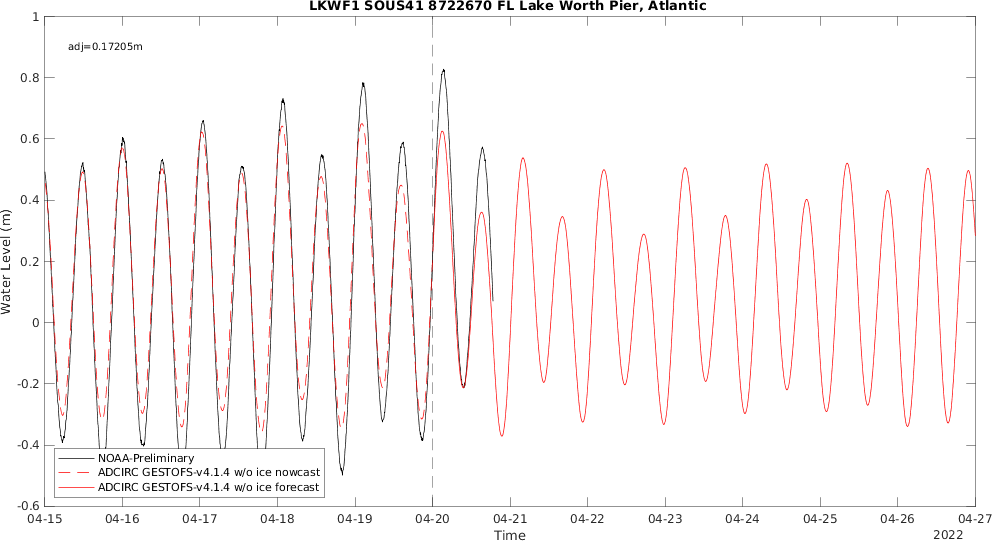 LKWF1 SOUS41 8722670 FL Lake Worth Pier, Atlantic
adj=0.17205m
1
0.8
0.6
0.4
0.2
0
-0.2
-0.4
-0.6
Water Level (m)
NOAA-Preliminary
ADCIRC GESTOFS-v4.1.4 w/o ice nowcast
ADCIRC GESTOFS-v4.1.4 w/o ice forecast
04-15 04-16 04-17 04-18 04-19 04-20 04-21 04-22 04-23 04-24 04-25 04-26 04-27
Time
2022